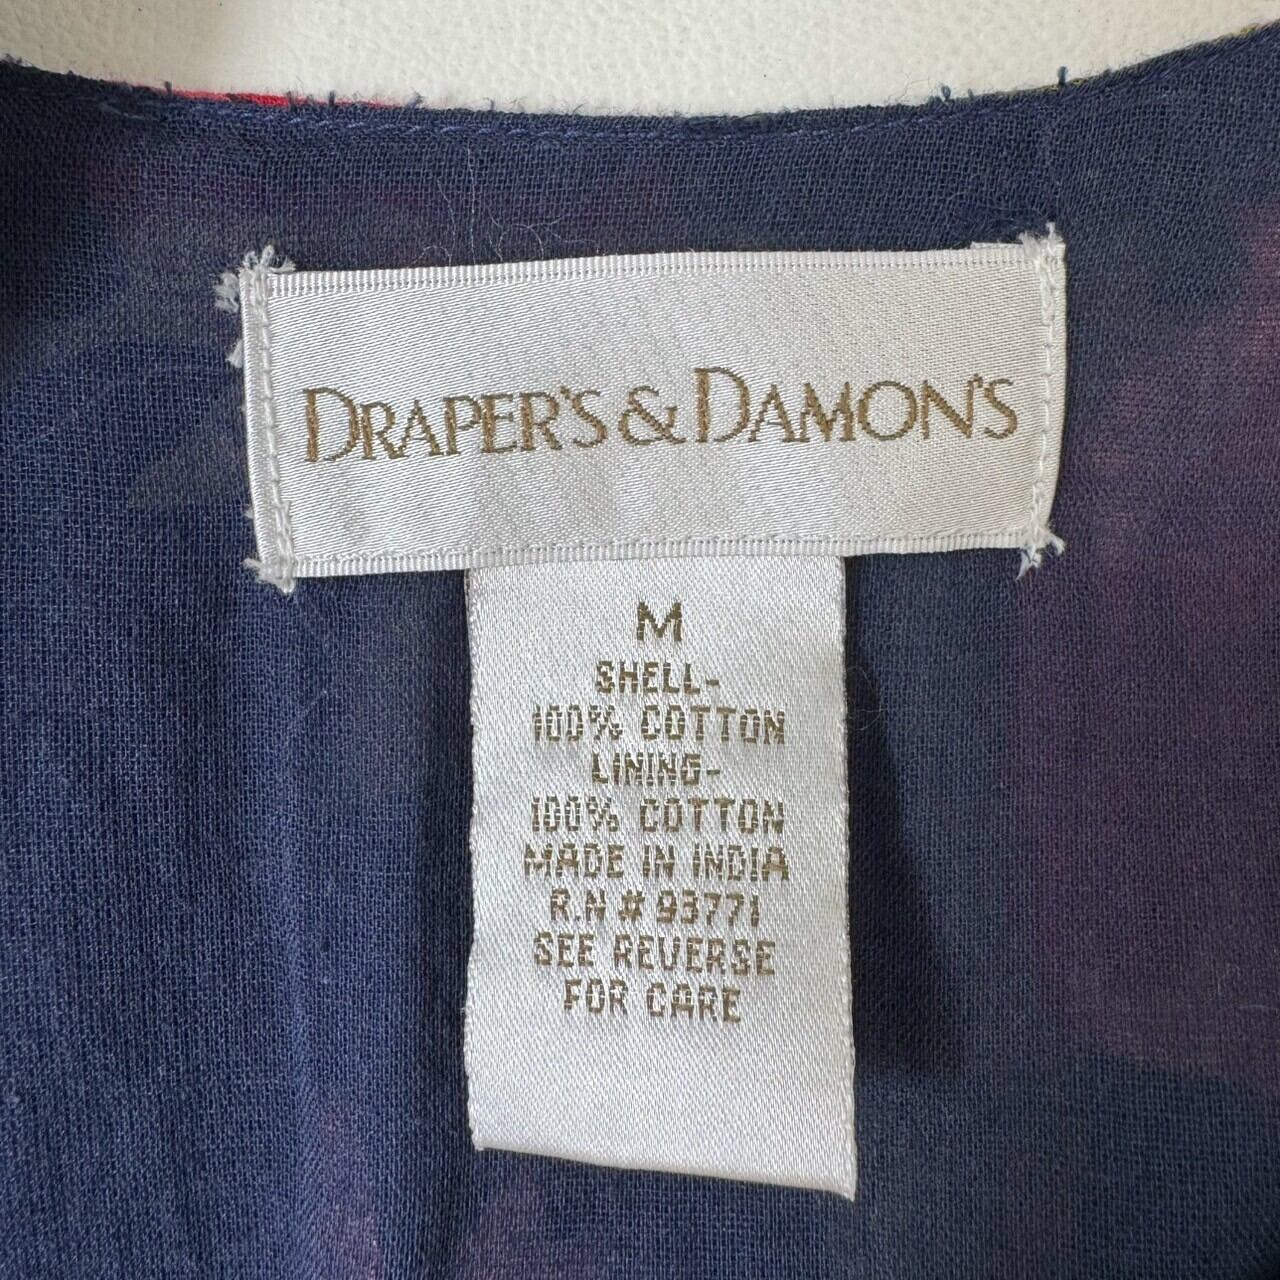 DRAPER'S & DAMON'S
M
SHELL-
100% COTTON
LINING-
100% COTTON
MADE IN INDIA
R.N # 93771
SEE REVERSE
FOR CARE